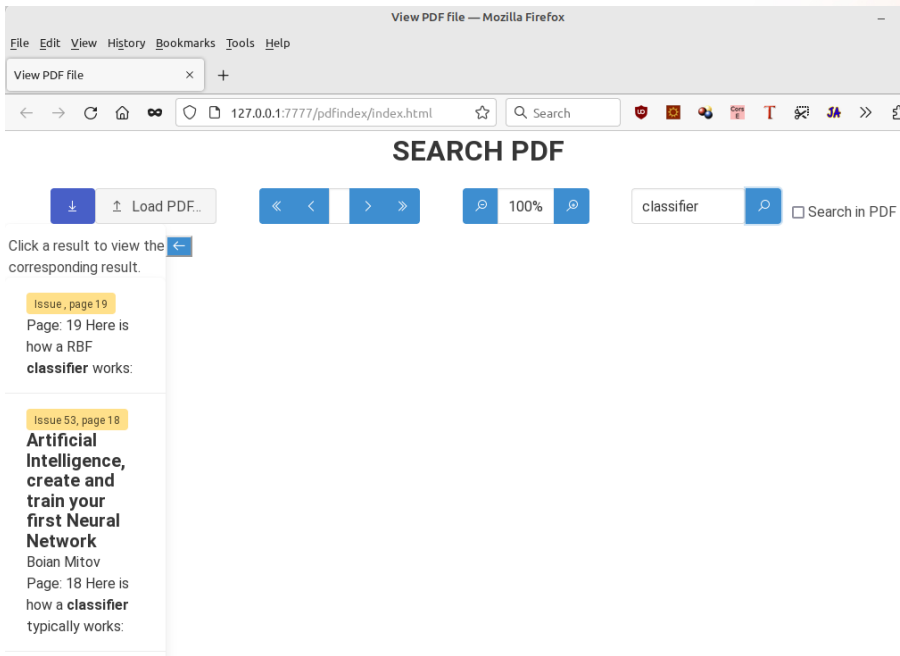 View PDF file — Mozilla Firefox
File Edit View History Bookmarks Tools Help
View PDF file
127.0.0.1:7777/pdfindex/index.html
Search
UO
Cors
E
T
JA
SEARCH PDF
Load PDF...
100%
classifier
Search in PDF
Click a result to view the
corresponding result.
Issue , page 19
Page: 19 Here is
how a RBF
classifier works:
Issue 53, page 18
Artificial
Intelligence,
create and
train your
first Neural
Network
Boian Mitov
Page: 18 Here is
how a classifier
typically works: